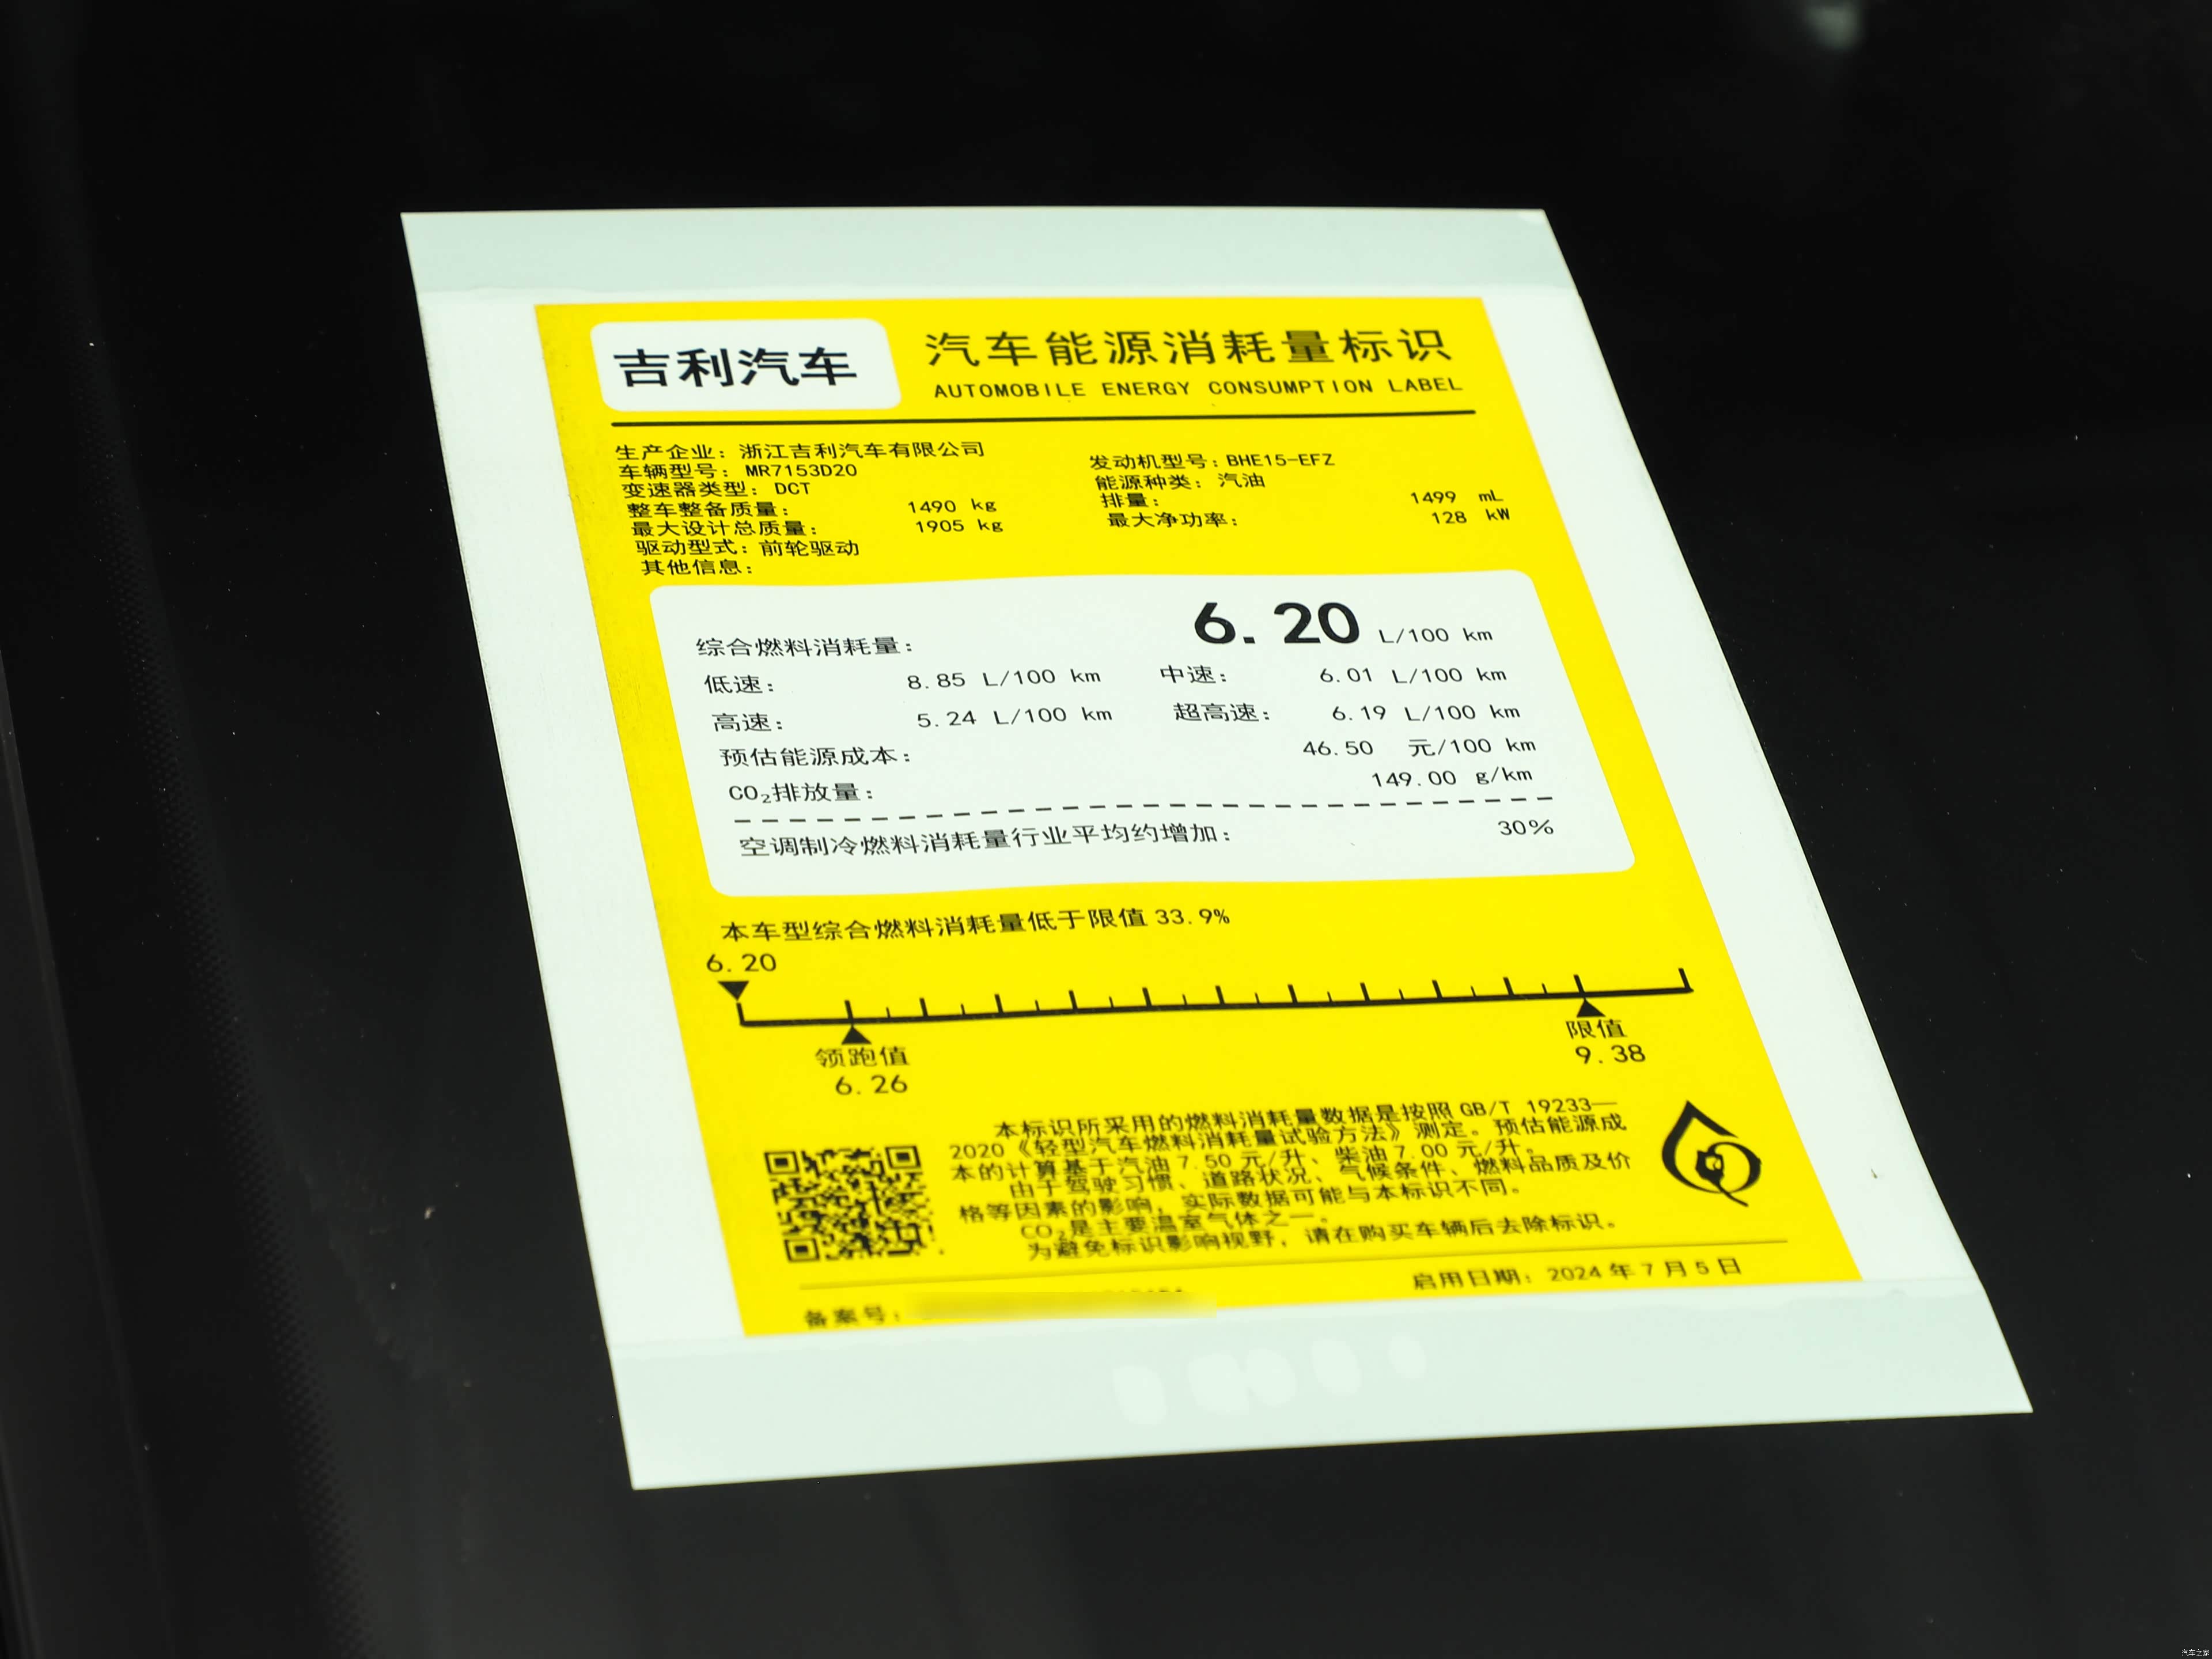 吉利汽车
汽车能源消耗量标识
AUTOMOBILE ENERGY CONSUMPTION LABEL
生产企业：浙江吉利汽车有限公司
车辆型号：MR7153D20
变速器类型：DCT
整车整备质量： 1490 kg
最大设计总质量： 1905 kg
驱动型式：前轮驱动
其他信息：
发动机型号：BHE15-EFZ
能源种类：汽油
排量： 1499 mL
最大净功率： 128 kW
综合燃料消耗量： 6.20 L/100 km
低速： 8.85 L/100 km 中速： 6.01 L/100 km
高速： 5.24 L/100 km 超高速： 6.19 L/100 km
预估能源成本： 46.50 元/100 km
CO₂排放量： 149.00 g/km
空调制冷燃料消耗量行业平均约增加： 30%
本车型综合燃料消耗量低于限值 33.9%
6.20
领跑值
6.26
限值
9.38
本标识所采用的燃料消耗量数据是按照 GB/T 19233—
2020《轻型汽车燃料消耗量试验方法》测定。预估能源成
本的计算基于汽油 7.50 元/升、柴油 7.00 元/升。
由于驾驶习惯、道路状况、气候条件、燃料品质及价
格等因素的影响，实际数据可能与本标识不同。
CO₂是主要温室气体之一。
为避免标识影响视野，请在购买车辆后去除标识。
备案号：
启用日期：2024 年 7 月 5 日
汽车之家